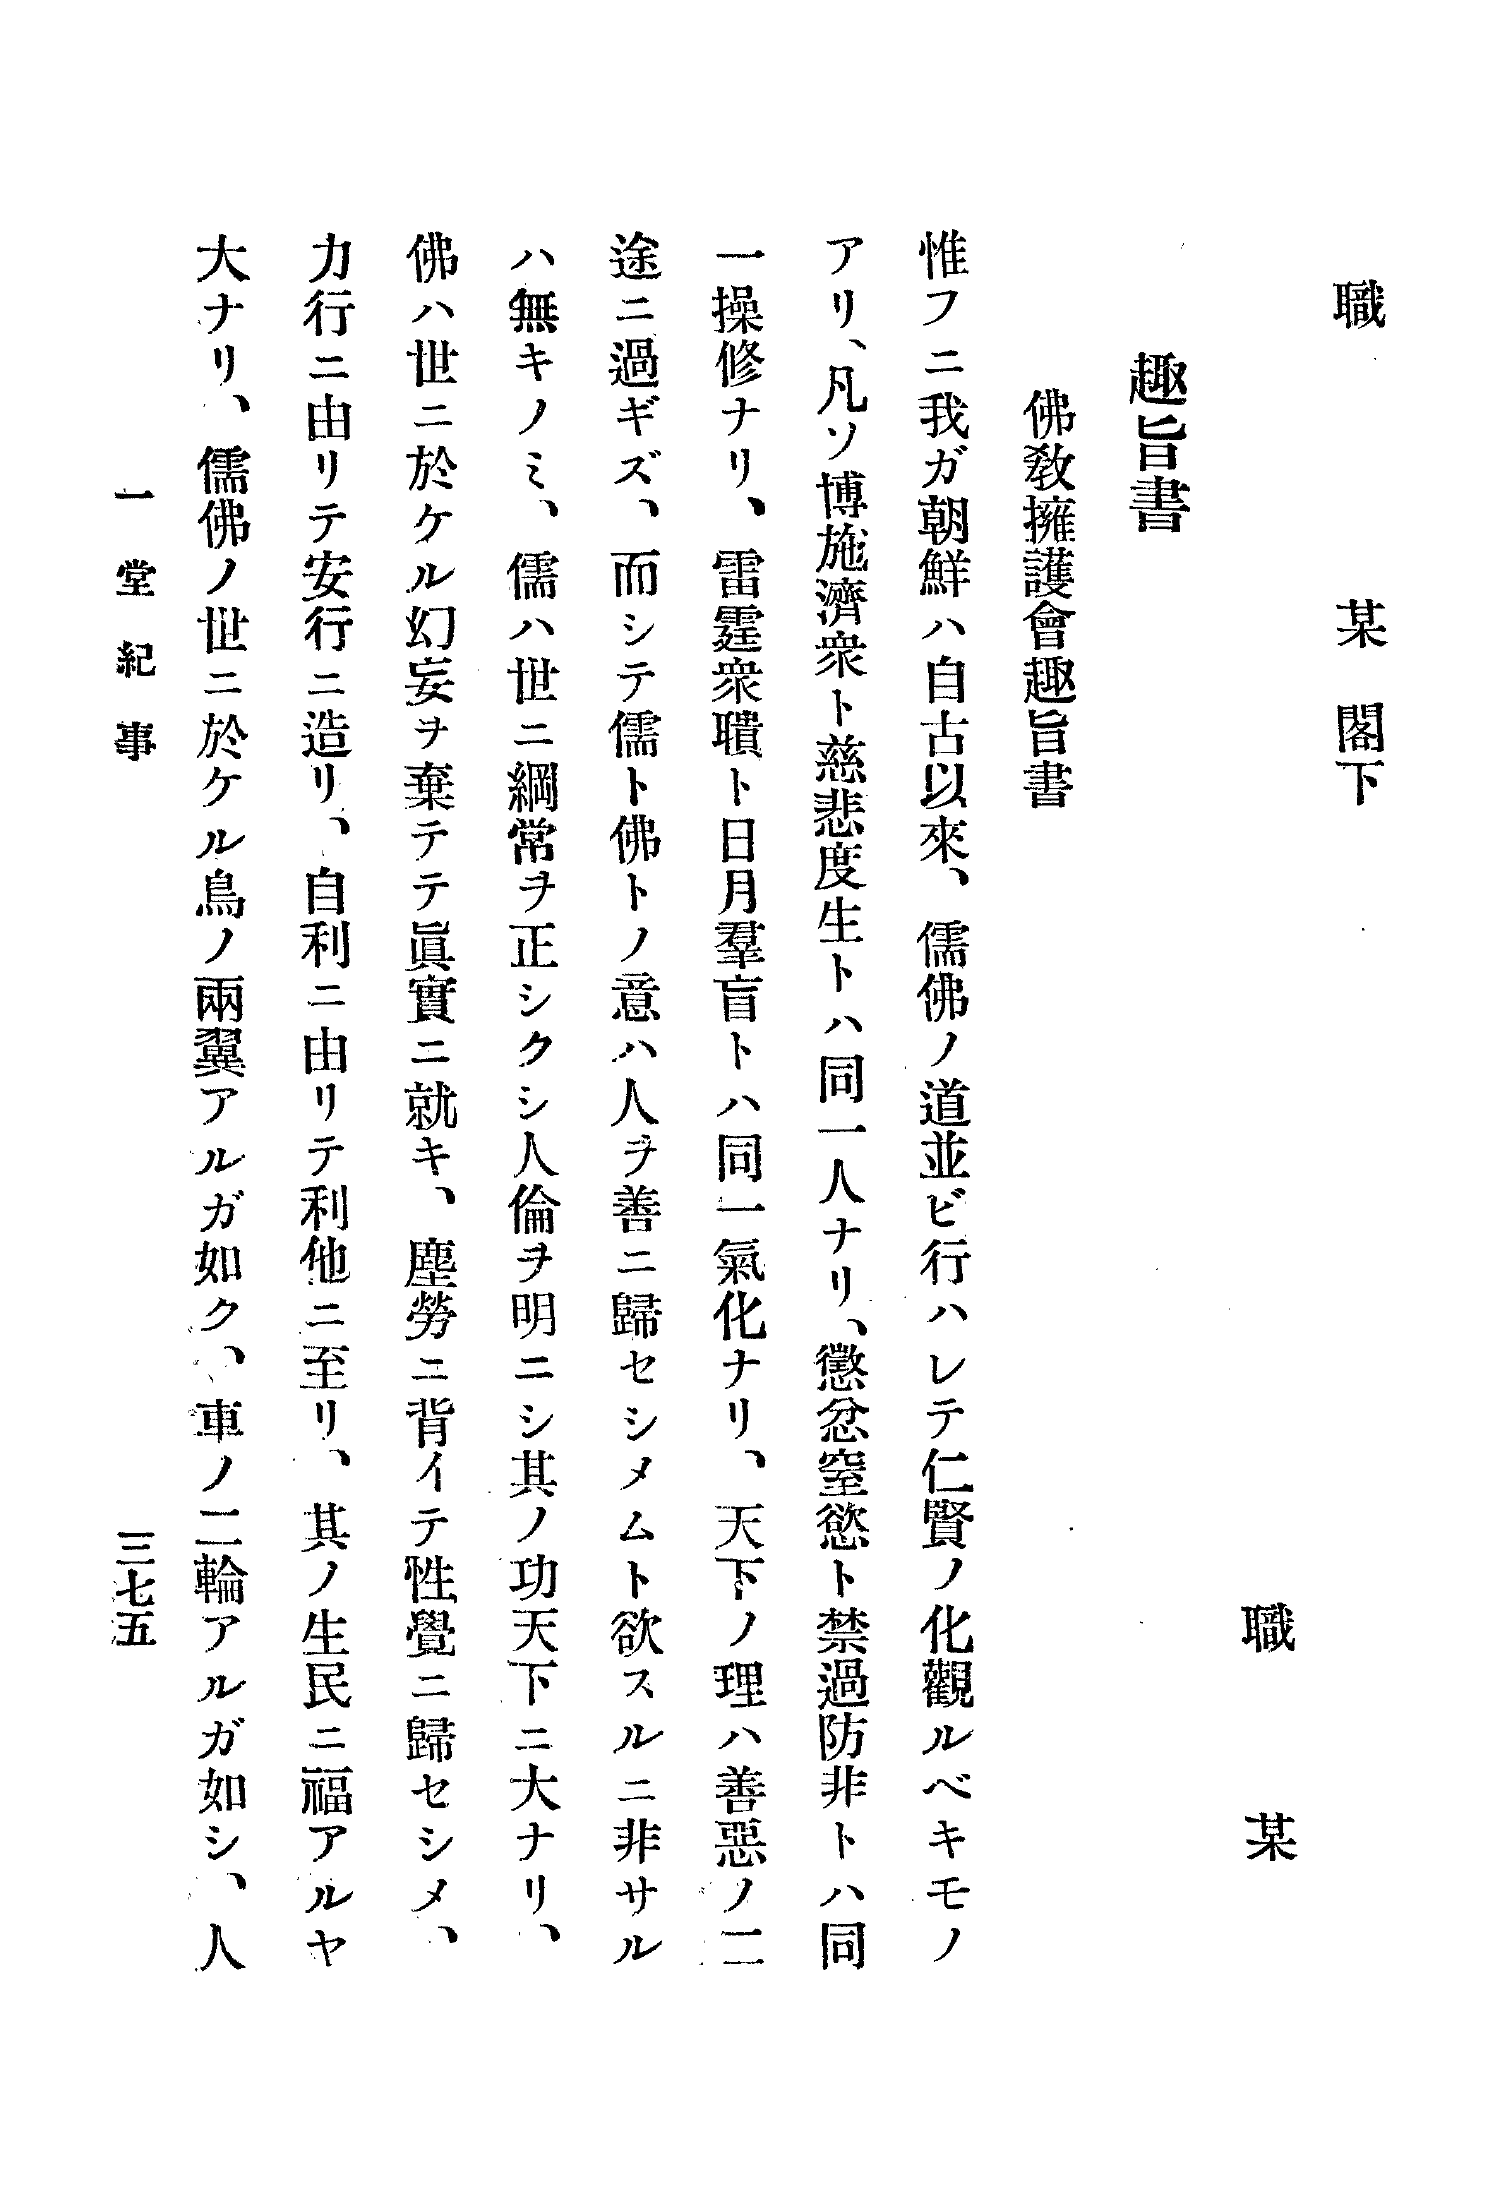 職　某　閣下
職　某
趣旨書
佛敎擁護會趣旨書
惟フニ我ガ朝鮮ハ自古以來、儒佛ノ道並ビ行ハレテ仁賢ノ化觀ルベキモノ
アリ、凡ソ博施濟衆ト慈悲度生トハ同一人ナリ、懲忿窒慾ト禁過防非トハ同
一操修ナリ、雷霆衆聵ト日月羣盲トハ同一氣化ナリ、天下ノ理ハ善惡ノ二
途ニ過ギズ、而シテ儒ト佛トノ意ハ人ヲ善ニ歸セシメムト欲スルニ非サル
ハ無キノミ、儒ハ世ニ綱常ヲ正シクシ人倫ヲ明ニシ其ノ功天下ニ大ナリ、
佛ハ世ニ於ケル幻妄ヲ棄テテ眞實ニ就キ、塵勞ニ背イテ性覺ニ歸セシメ、
力行ニ由リテ安行ニ造リ、自利ニ由リテ利他ニ至リ、其ノ生民ニ福アルヤ
大ナリ、儒佛ノ世ニ於ケル鳥ノ兩翼アルガ如ク、車ノ二輪アルガ如シ、人
一堂紀事　三七五